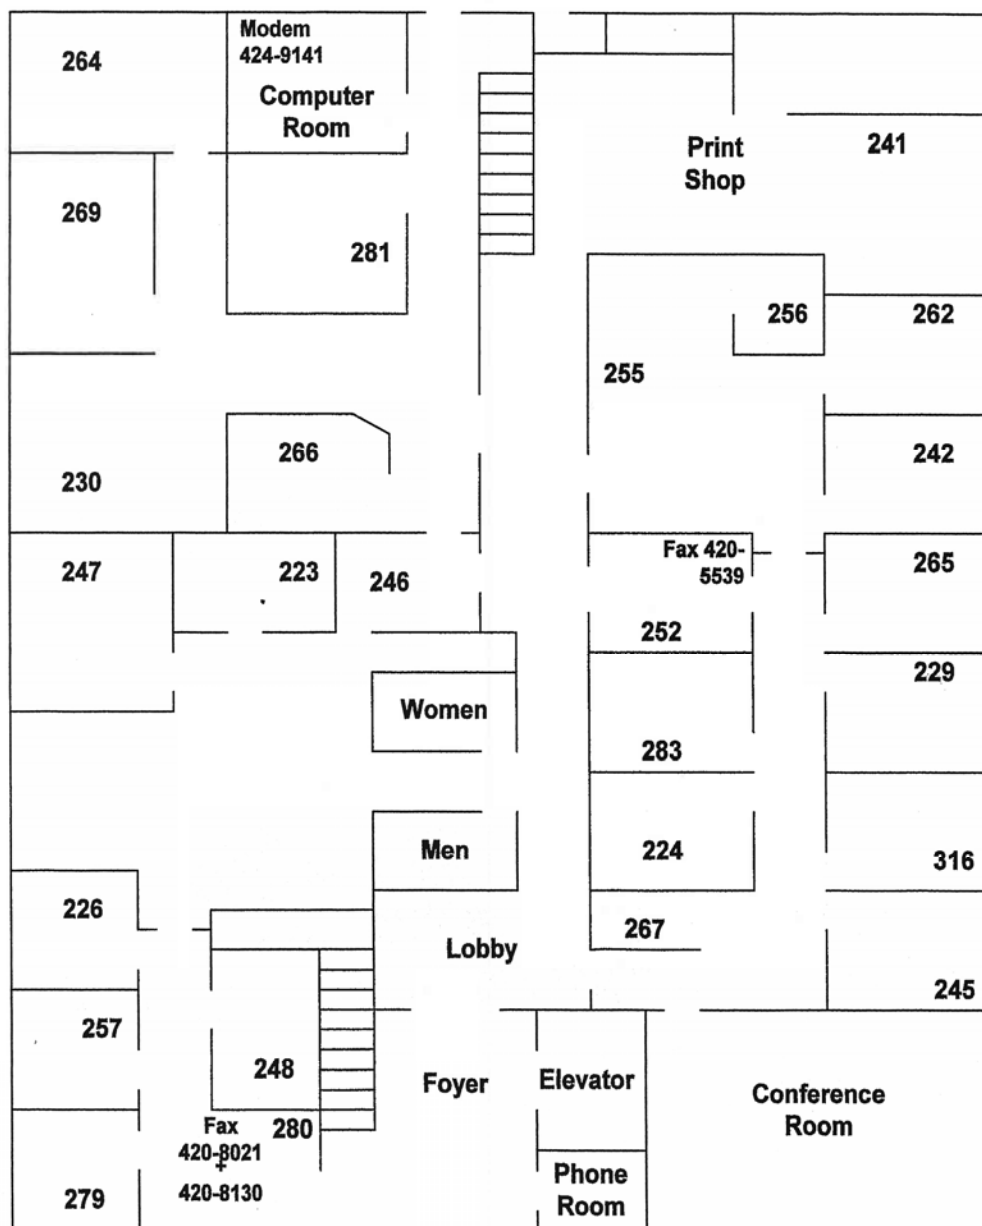 264
Modem
424-9141
Computer
Room
Print
Shop
241
269
281
256
262
255
266
242
230
247
223
246
Fax 420-
5539
265
252
229
Women
283
Men
224
316
226
Lobby
267
245
257
248
Foyer
Elevator
Conference
Room
Fax
420-8021
+
420-8130
280
279
Phone
Room